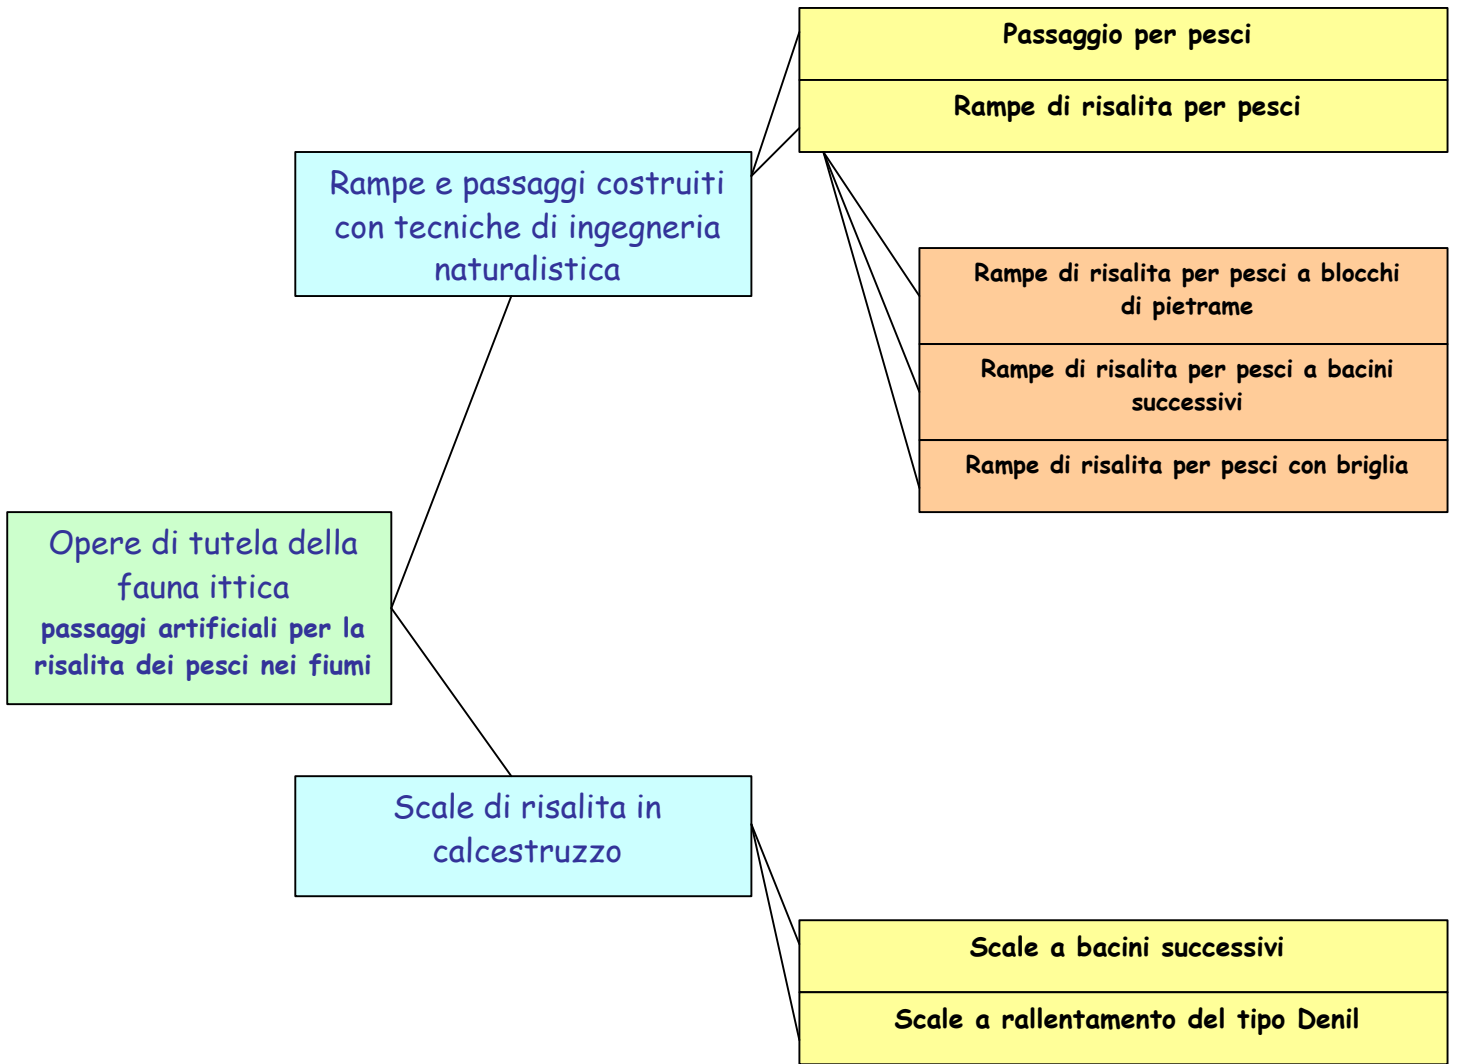 Passaggio per pesci
Rampe di risalita per pesci
Rampe e passaggi costruiti
con tecniche di ingegneria
naturalistica
Rampe di risalita per pesci a blocchi
di pietrame
Rampe di risalita per pesci a bacini
successivi
Rampe di risalita per pesci con briglia
Opere di tutela della
fauna ittica
passaggi artificiali per la
risalita dei pesci nei fiumi
Scale di risalita in
calcestruzzo
Scale a bacini successivi
Scale a rallentamento del tipo Denil